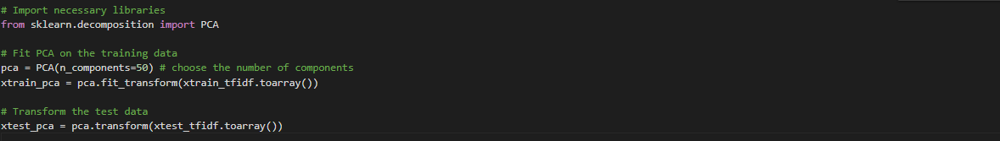 # Import necessary libraries
from sklearn.decomposition import PCA
# Fit PCA on the training data
pca = PCA(n_components=50) # choose the number of components
xtrain_pca = pca.fit_transform(xtrain_tfidf.toarray())
# Transform the test data
xtest_pca = pca.transform(xtest_tfidf.toarray())